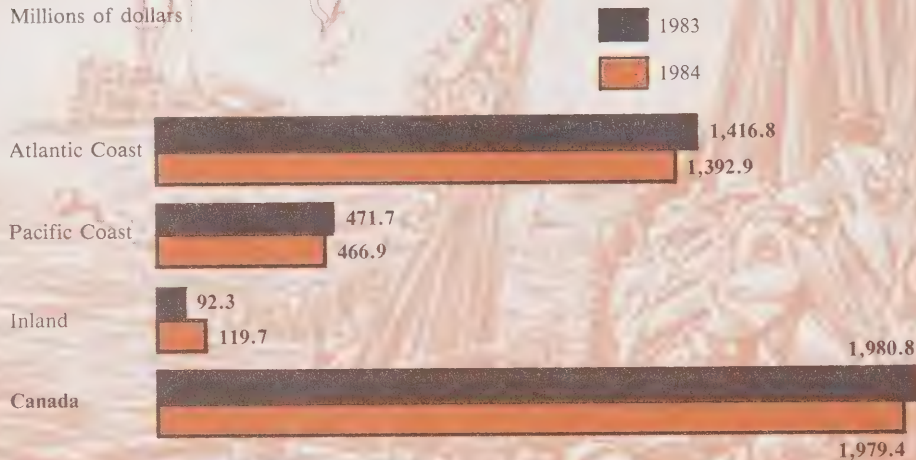 Millions of dollars
1983
1984
Atlantic Coast
1,416.8
1,392.9
Pacific Coast
471.7
466.9
Inland
92.3
119.7
1,980.8
Canada
1,979.4